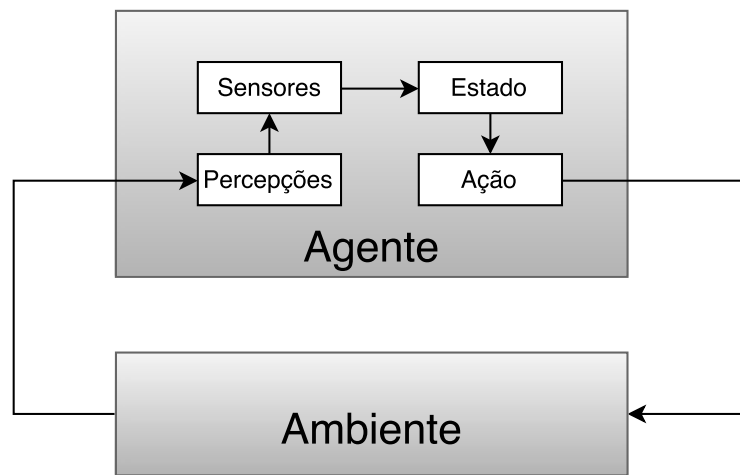 Sensores
Estado
Percepções
Ação
Agente
Ambiente